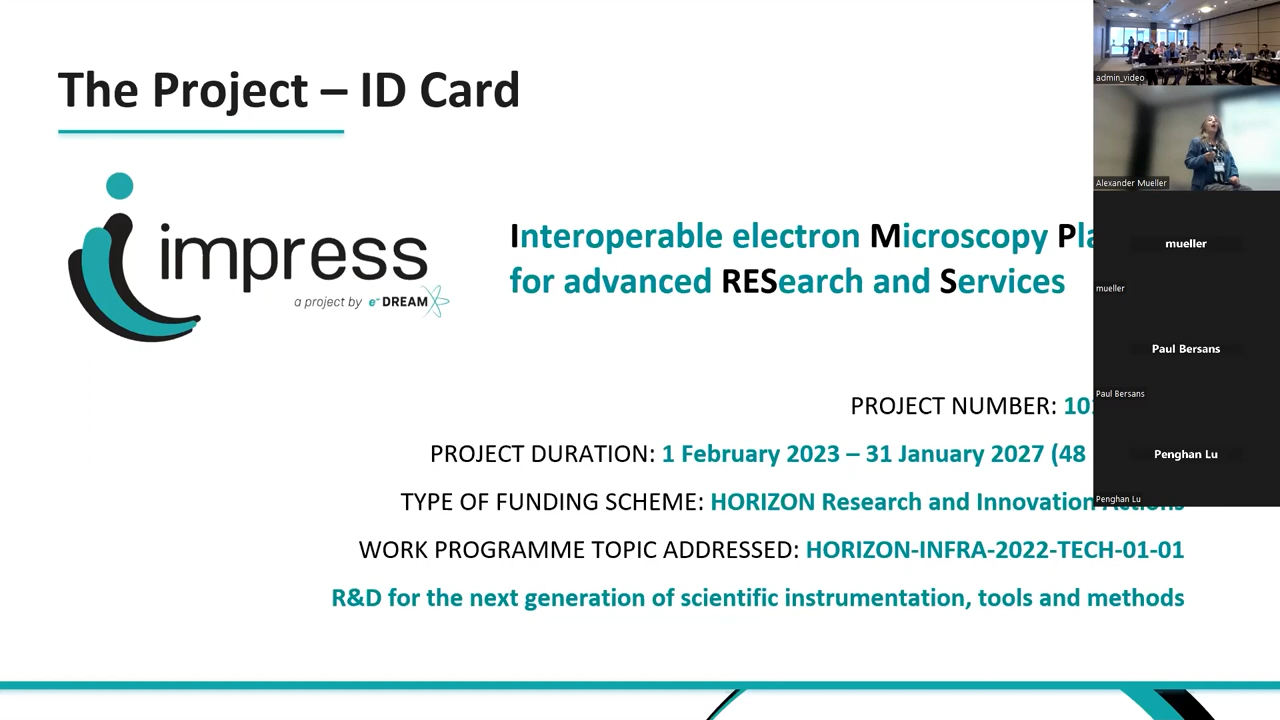 The Project – ID Card
impress
a project by e⁻ DREAM
Interoperable electron Microscopy
for advanced RESearch and Services
PROJECT NUMBER:
PROJECT DURATION: 1 February 2023 – 31 January 2027 (48
TYPE OF FUNDING SCHEME: HORIZON Research and Innovation Actions
WORK PROGRAMME TOPIC ADDRESSED: HORIZON-INFRA-2022-TECH-01-01
R&D for the next generation of scientific instrumentation, tools and methods
admin_video
Alexander Mueller
mueller
mueller
Paul Bersans
Paul Bersans
Penghan Lu
Penghan Lu